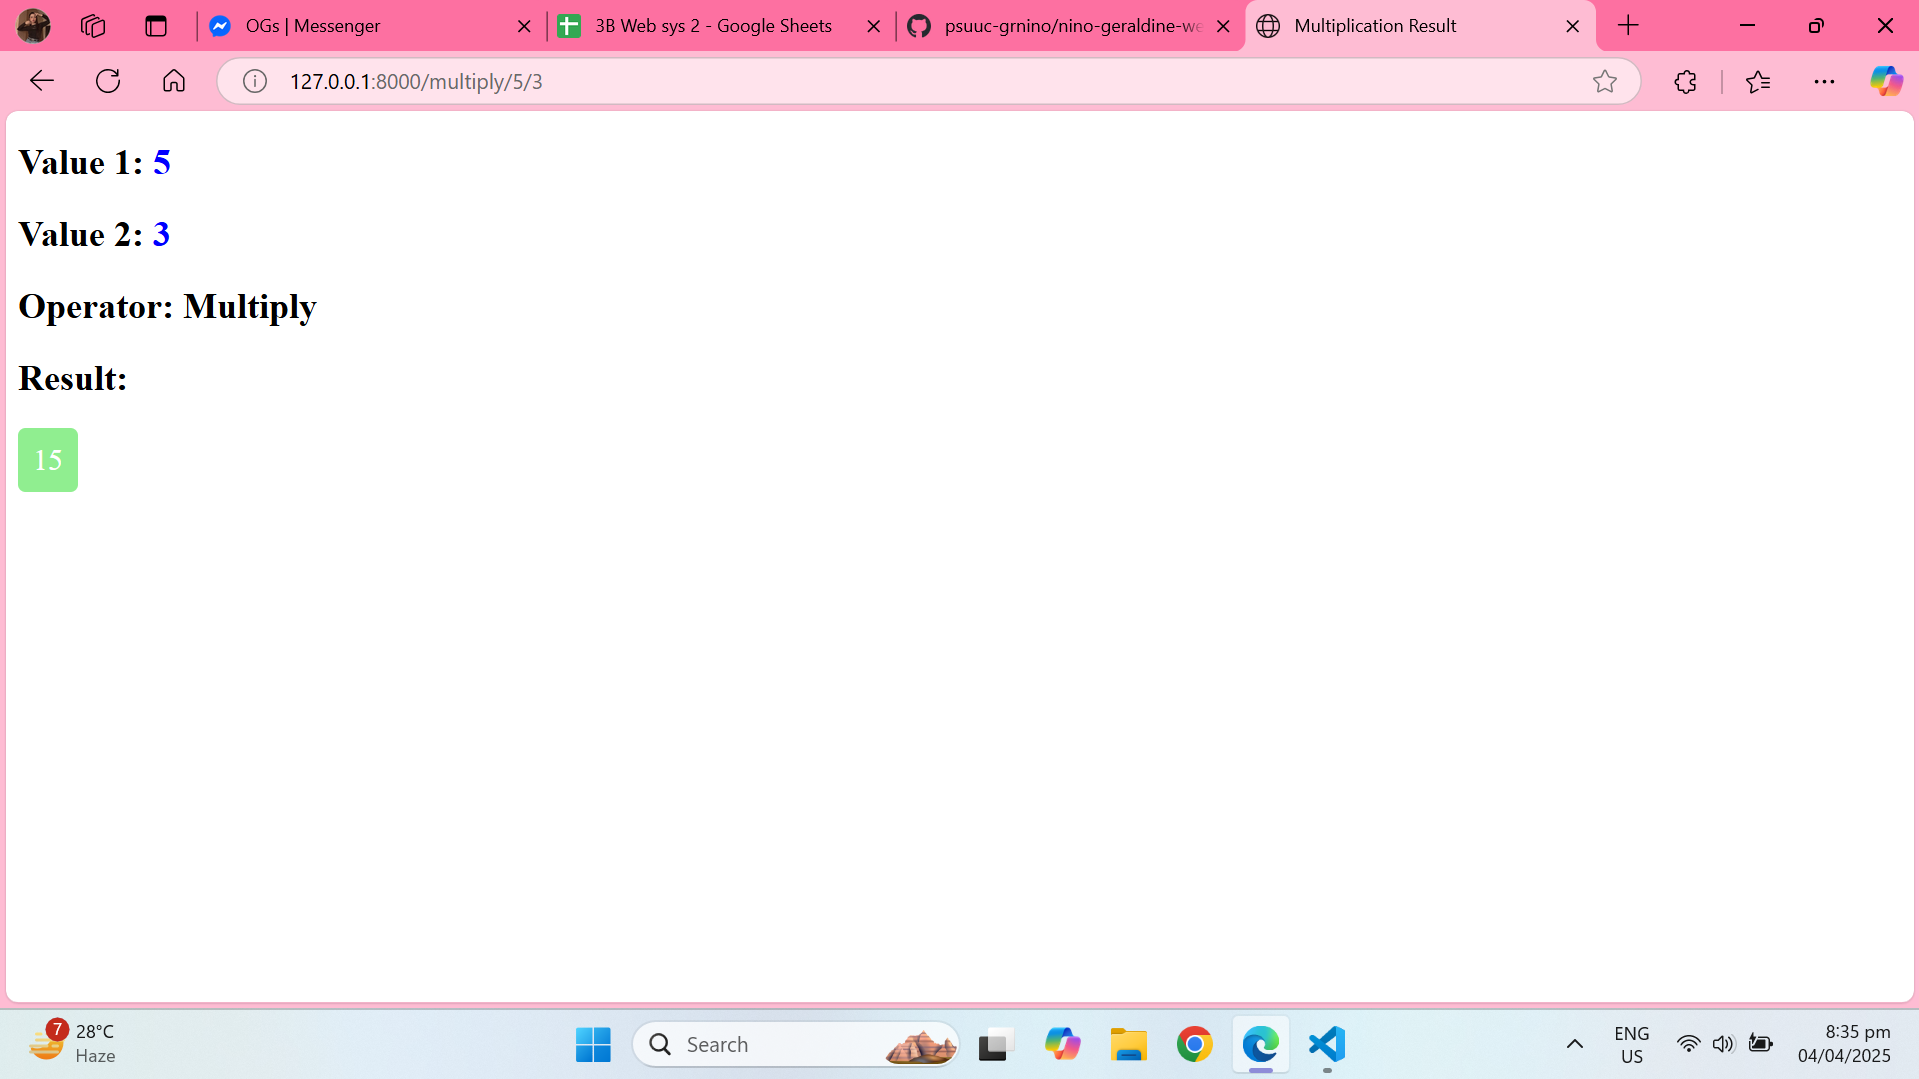 OGs | Messenger
3B Web sys 2 - Google Sheets
psuuc-grnino/nino-geraldine-we
Multiplication Result
127.0.0.1:8000/multiply/5/3
Value 1: 5
Value 2: 3
Operator: Multiply
Result:
15
7
28°C
Haze
Search
ENG
US
8:35 pm
04/04/2025